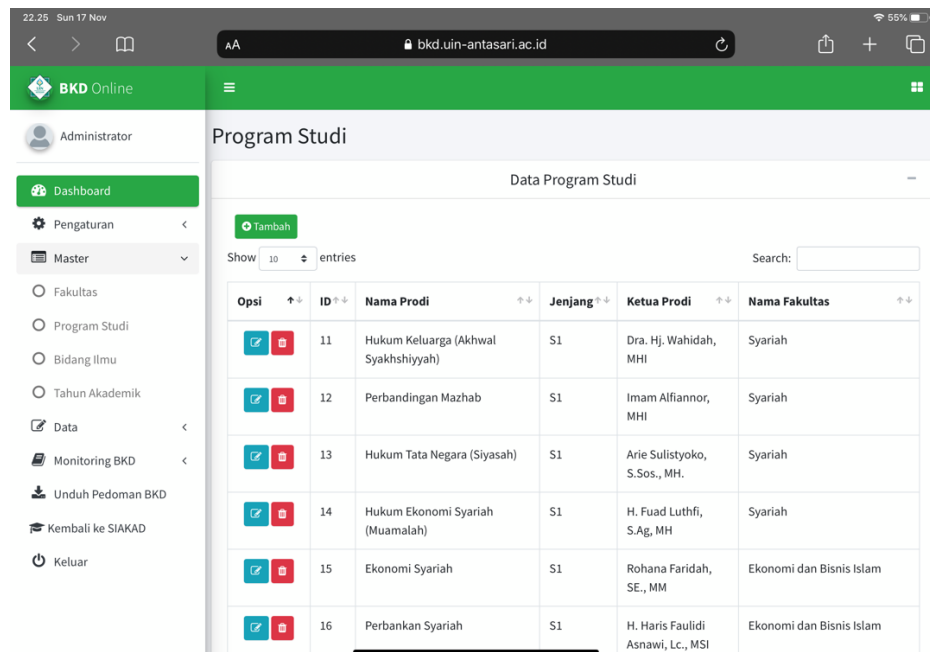 22.25 Sun 17 Nov
55%
AA
bkd.uin-antasari.ac.id
BKD Online
Administrator
Dashboard
Pengaturan
Master
Fakultas
Program Studi
Bidang Ilmu
Tahun Akademik
Data
Monitoring BKD
Unduh Pedoman BKD
Kembali ke SIAKAD
Keluar
Program Studi
Data Program Studi
Tambah
Show 10 entries
Search:
Opsi ID Nama Prodi Jenjang Ketua Prodi Nama Fakultas
11 Hukum Keluarga (Akhwal S1 Dra. Hj. Wahidah, Syariah
Syakhshiyyah) MHI
12 Perbandingan Mazhab S1 Imam Alfiannor, Syariah
MHI
13 Hukum Tata Negara (Siyasah) S1 Arie Sulistyoko, Syariah
S.Sos., MH.
14 Hukum Ekonomi Syariah S1 H. Fuad Luthfi, Syariah
(Muamalah) S.Ag, MH
15 Ekonomi Syariah S1 Rohana Faridah, Ekonomi dan Bisnis Islam
SE., MM
16 Perbankan Syariah S1 H. Haris Faulidi Ekonomi dan Bisnis Islam
Asnawi, Lc., MSI